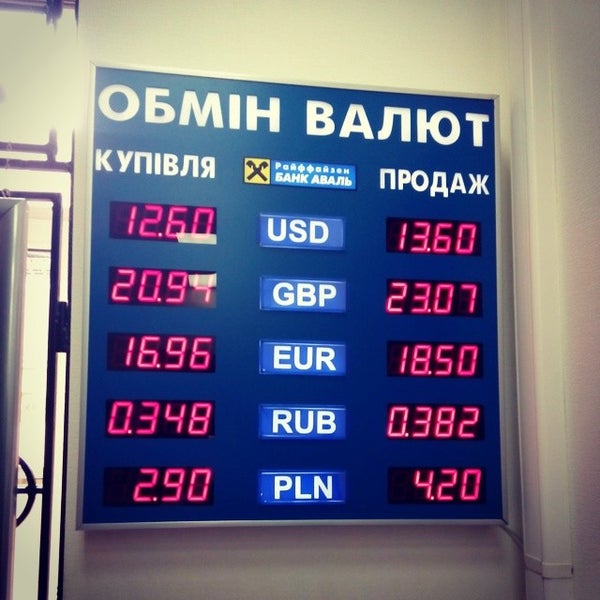 ОБМІН ВАЛЮТ
КУПІВЛЯ Райффайзен БАНК АВАЛЬ ПРОДАЖ
12.60 USD 13.60
20.94 GBP 23.07
16.96 EUR 18.50
0.348 RUB 0.382
2.90 PLN 4.20